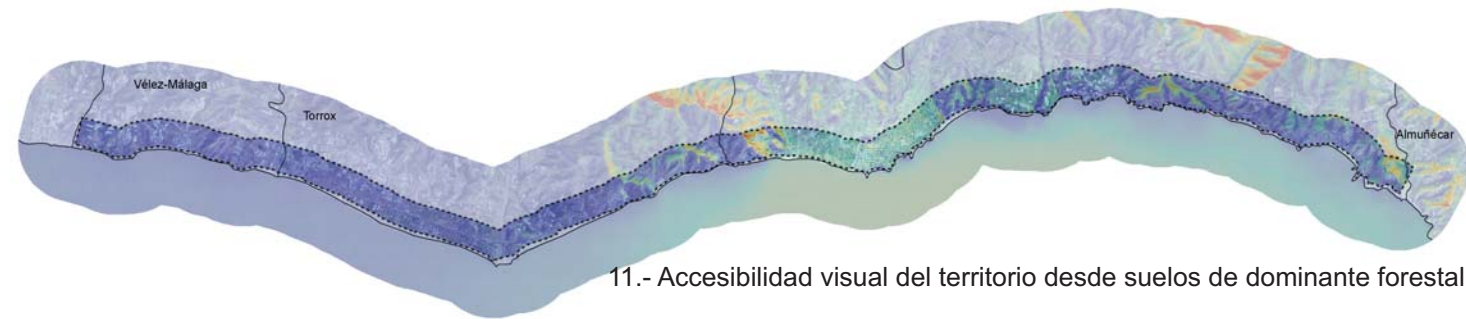 Vélez-Málaga
Torrox
Almuñécar
11.- Accesibilidad visual del territorio desde suelos de dominante forestal